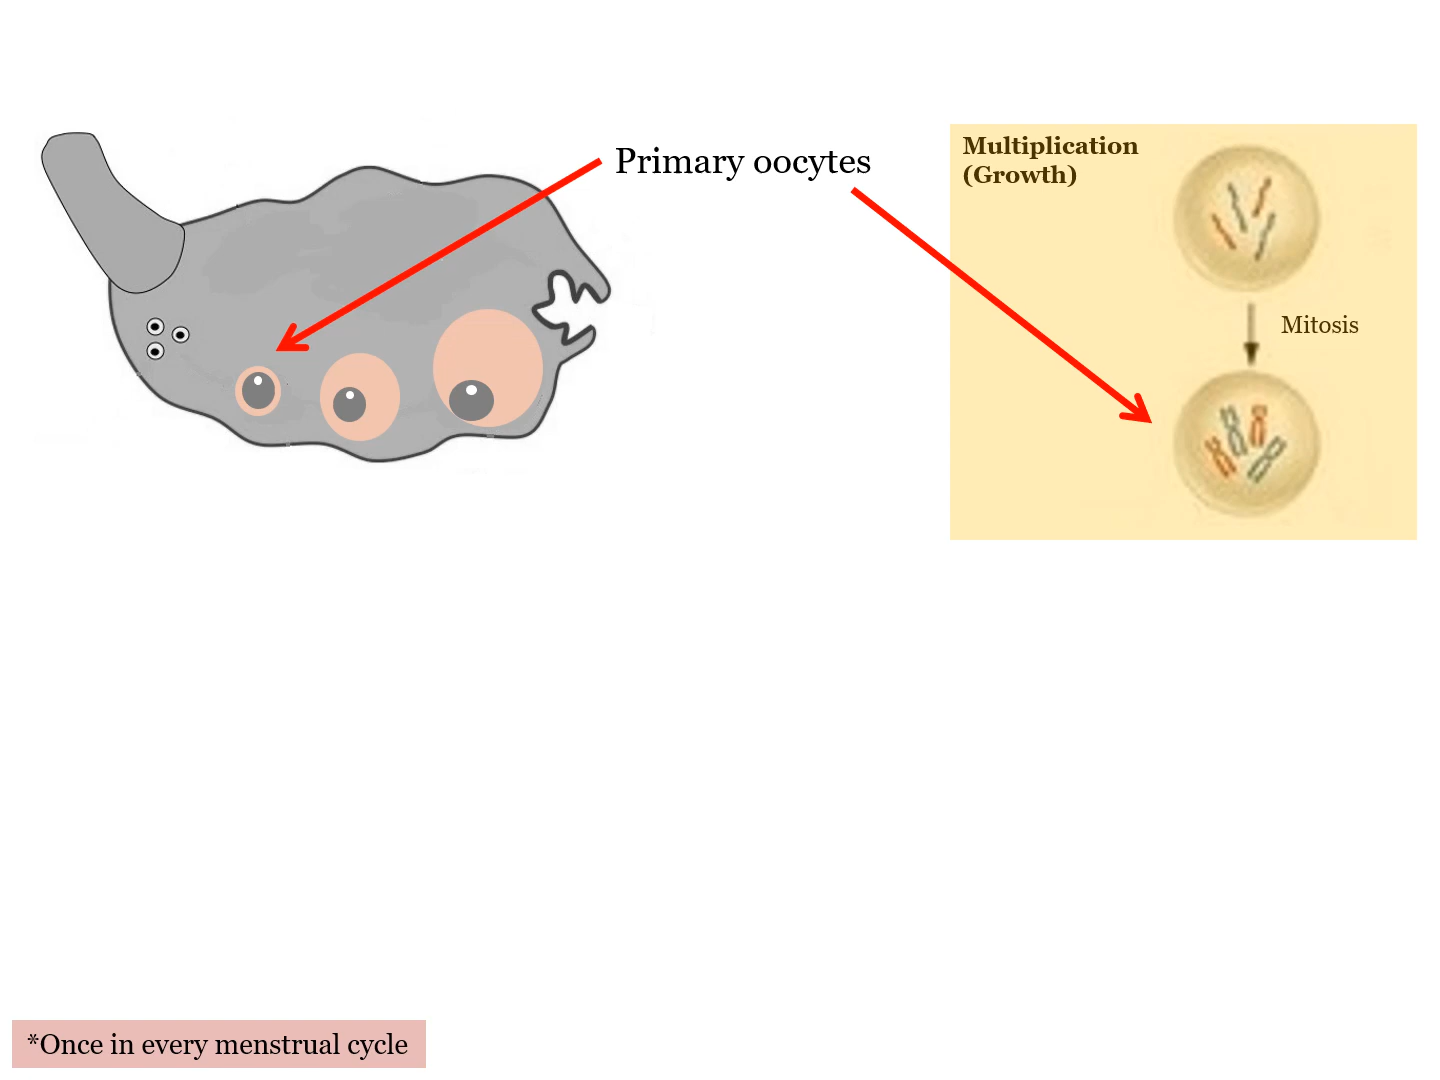 Primary oocytes
Multiplication
(Growth)
Mitosis
*Once in every menstrual cycle